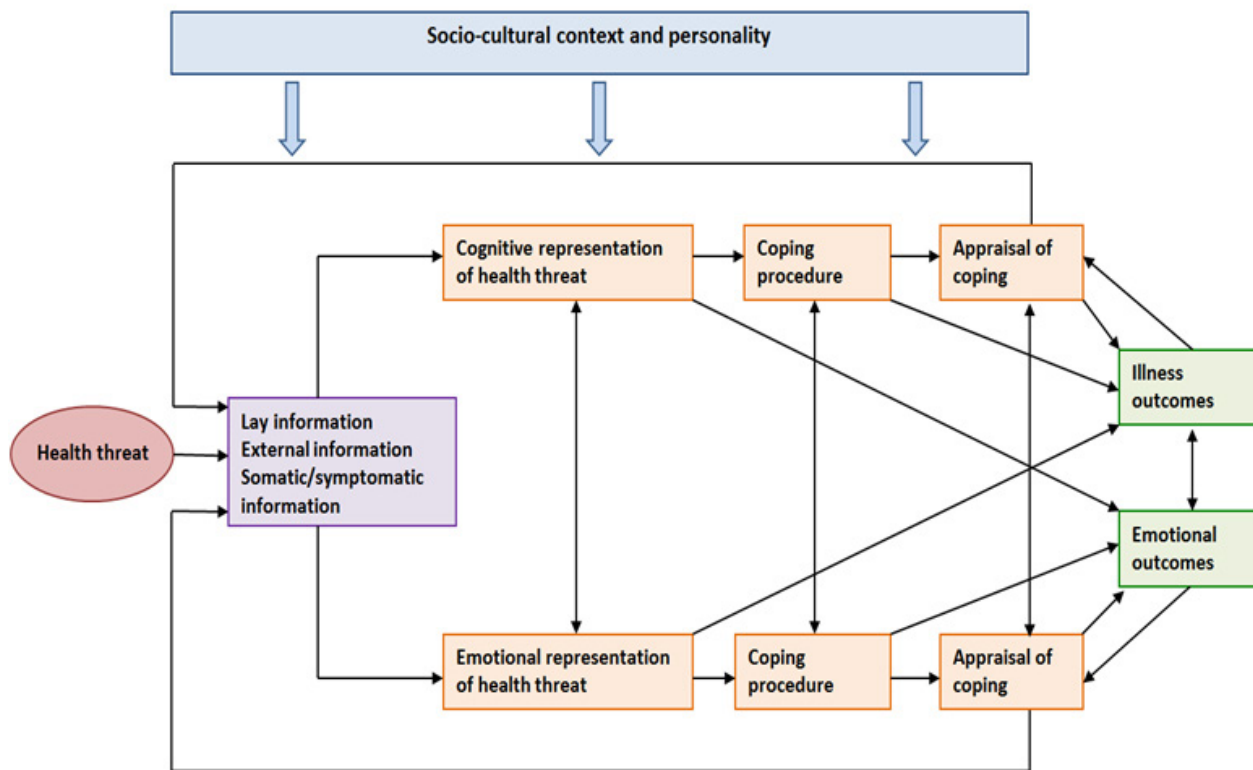 Socio-cultural context and personality
Cognitive representation
of health threat
Coping
procedure
Appraisal of
coping
Illness
outcomes
Health threat
Lay information
External information
Somatic/symptomatic
information
Emotional
outcomes
Emotional representation
of health threat
Coping
procedure
Appraisal of
coping